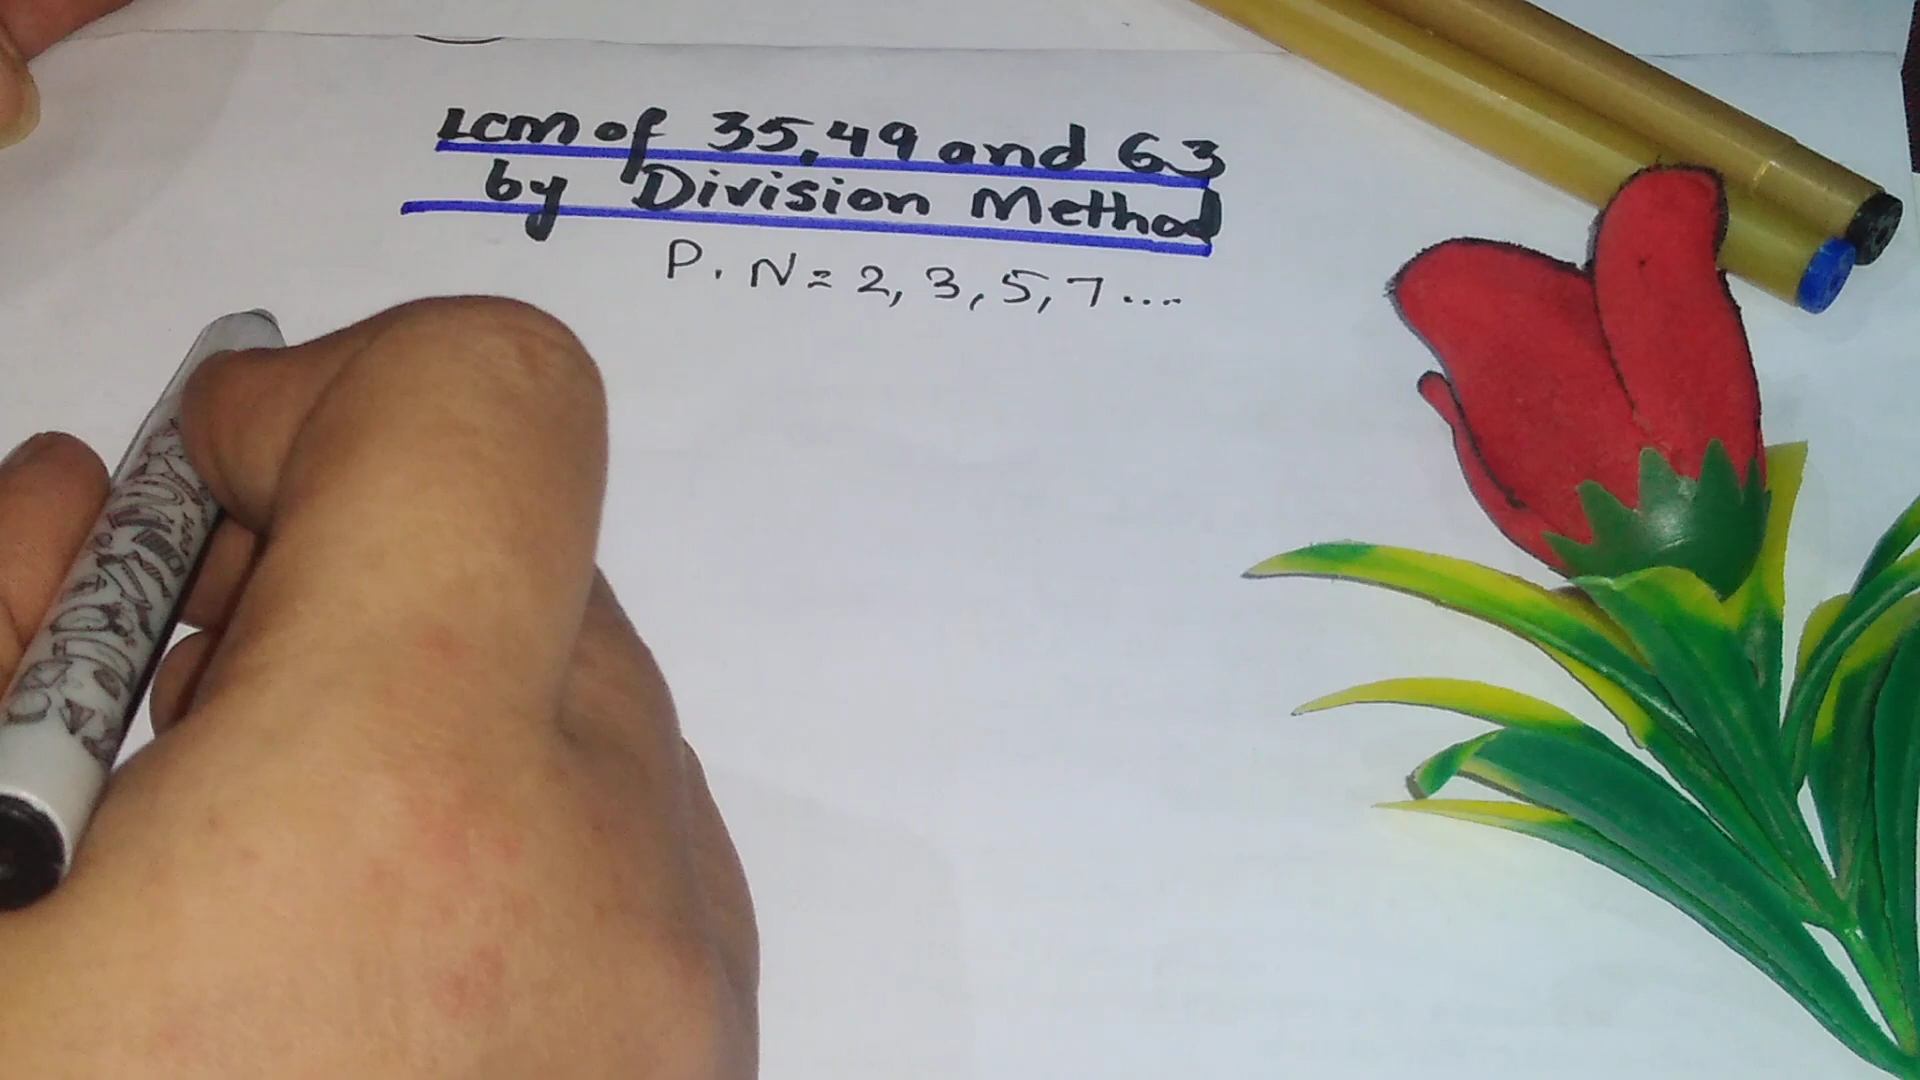 Lcm of 35,49 and 63
by Division Method
P. N = 2, 3, 5, 7 ....